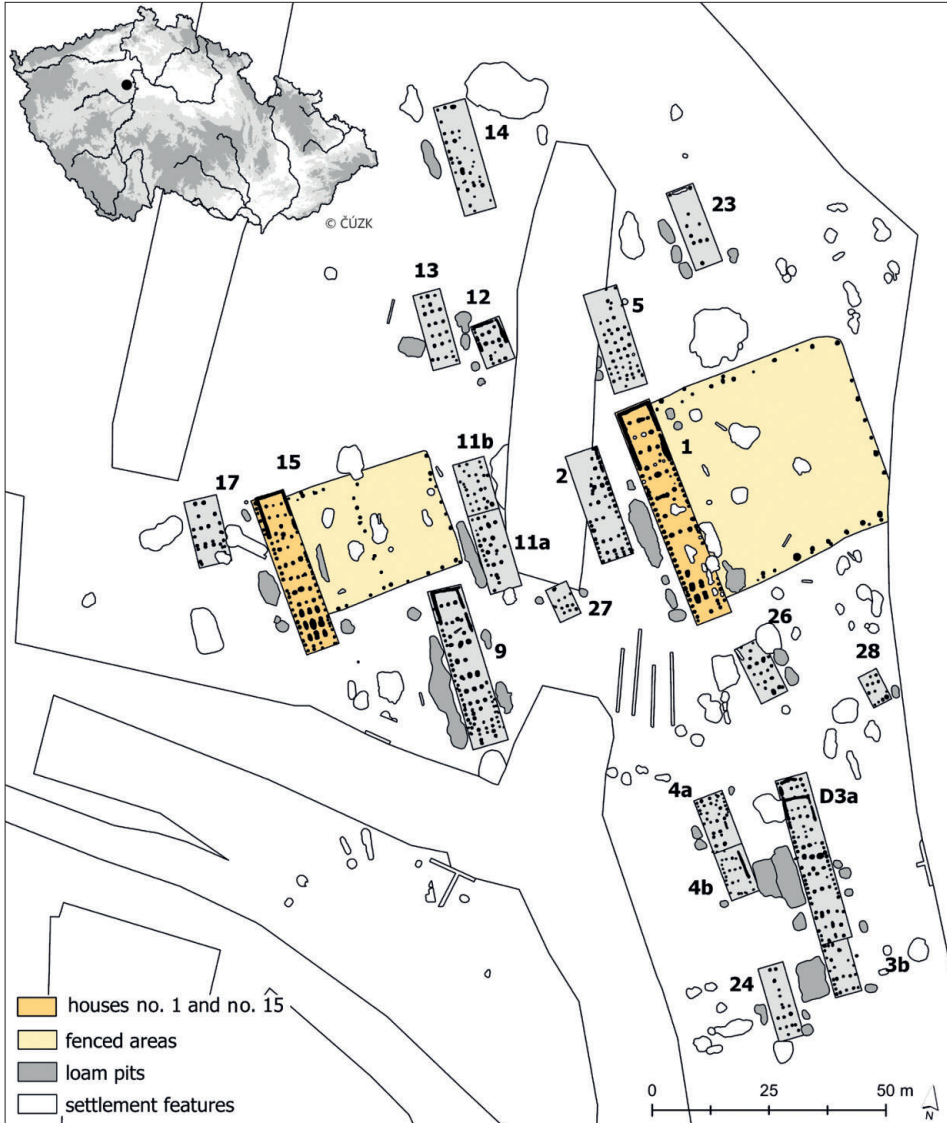 © ČÚZK
14
23
13
12
5
1
11b
15
2
17
11a
27
9
26
28
4a
D3a
4b
3b
24
houses no. 1 and no. 15
fenced areas
loam pits
settlement features
0 25 50 m
N